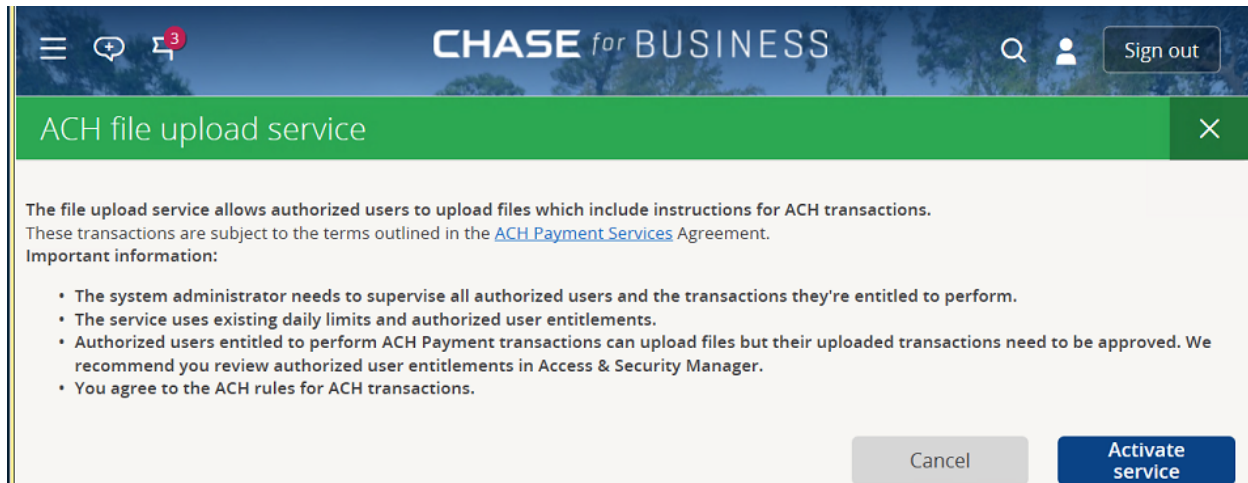 3
CHASE for BUSINESS
Sign out
ACH file upload service
The file upload service allows authorized users to upload files which include instructions for ACH transactions.
These transactions are subject to the terms outlined in the ACH Payment Services Agreement.
Important information:
• The system administrator needs to supervise all authorized users and the transactions they're entitled to perform.
• The service uses existing daily limits and authorized user entitlements.
• Authorized users entitled to perform ACH Payment transactions can upload files but their uploaded transactions need to be approved. We
recommend you review authorized user entitlements in Access & Security Manager.
• You agree to the ACH rules for ACH transactions.
Cancel
Activate
service